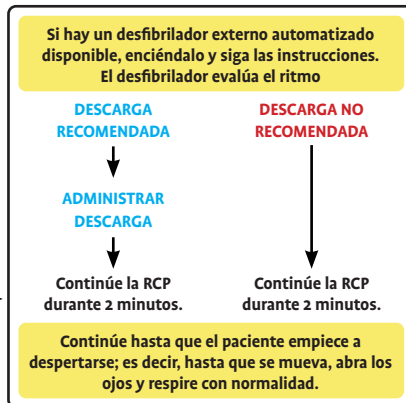 Si hay un desfibrilador externo automatizado
disponible, enciéndalo y siga las instrucciones.
El desfibrilador evalúa el ritmo
DESCARGA
RECOMENDADA
ADMINISTRAR
DESCARGA
Continúe la RCP
durante 2 minutos.
DESCARGA NO
RECOMENDADA
Continúe la RCP
durante 2 minutos.
Continúe hasta que el paciente empiece a
despertarse; es decir, hasta que se mueva, abra los
ojos y respire con normalidad.